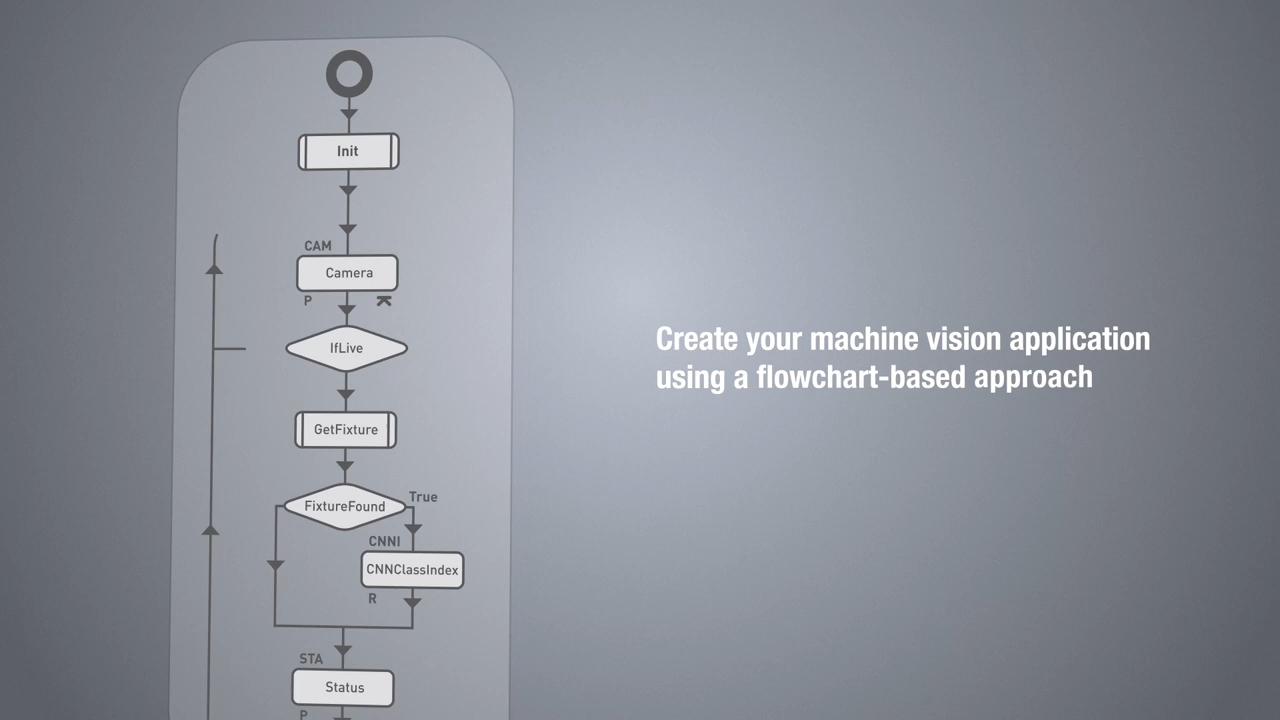 Init
CAM
Camera
P
IfLive
GetFixture
FixtureFound
True
CNNI
CNNClassIndex
R
STA
Status
P
Create your machine vision application
using a flowchart-based approach